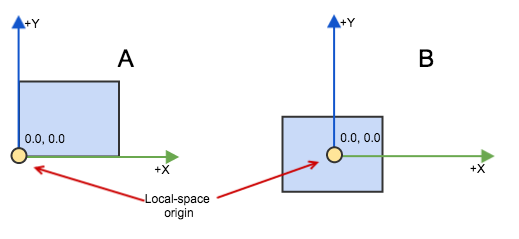 +Y
A
0.0, 0.0
+X
+Y
B
0.0, 0.0
+X
Local-space
origin